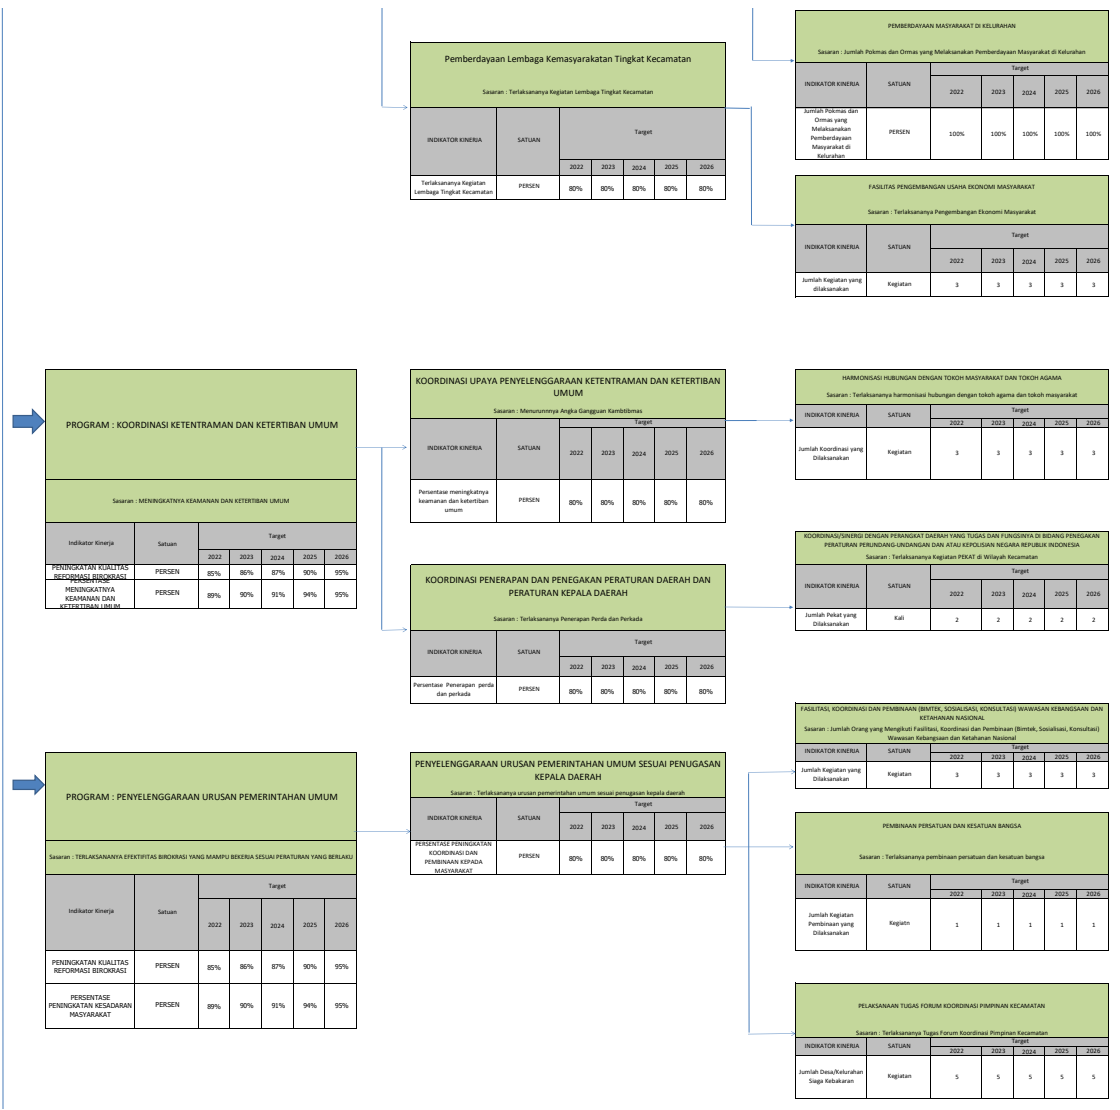 PEMBERDAYAAN MASYARAKAT DI KELURAHAN
Sasaran : Jumlah Pokmas dan Ormas yang Melaksanakan Pemberdayaan Masyarakat di Kelurahan
INDIKATOR KINERJA SATUAN Target
2022 2023 2024 2025 2026
Jumlah Pokmas dan
Ormas yang
Melaksanakan
Pemberdayaan
Masyarakat di
Kelurahan
PERSEN 100% 100% 100% 100% 100%
Pemberdayaan Lembaga Kemasyarakatan Tingkat Kecamatan
Sasaran : Terlaksananya Kegiatan Lembaga Tingkat Kecamatan
INDIKATOR KINERJA SATUAN Target
2022 2023 2024 2025 2026
Terlaksananya Kegiatan
Lembaga Tingkat Kecamatan
PERSEN 80% 80% 80% 80% 80%
FASILITAS PENGEMBANGAN USAHA EKONOMI MASYARAKAT
Sasaran : Terlaksananya Pengembangan Ekonomi Masyarakat
INDIKATOR KINERJA SATUAN Target
2022 2023 2024 2025 2026
Jumlah Kegiatan yang
dilaksanakan
Kegiatan 3 3 3 3 3
PROGRAM : KOORDINASI KETENTRAMAN DAN KETERTIBAN UMUM
Sasaran : MENINGKATNYA KEAMANAN DAN KETERTIBAN UMUM
Indikator Kinerja Satuan Target
2022 2023 2024 2025 2026
PENINGKATAN KUALITAS
REFORMASI BIROKRASI
PERSEN 85% 86% 87% 90% 95%
PERSENTASE
MENINGKATNYA
KEAMANAN DAN
KETERTIBAN UMUM
PERSEN 89% 90% 91% 94% 95%
KOORDINASI UPAYA PENYELENGGARAAN KETENTRAMAN DAN KETERTIBAN
UMUM
Sasaran : Menurunnnya Angka Gangguan Kambtibmas
Target
INDIKATOR KINERJA SATUAN 2022 2023 2024 2025 2026
Persentase meningkatnya
keamanan dan ketertiban
umum
PERSEN 80% 80% 80% 80% 80%
HARMONISASI HUBUNGAN DENGAN TOKOH MASYARAKAT DAN TOKOH AGAMA
Sasaran : Terlaksananya harmonisasi hubungan dengan tokoh agama dan tokoh masyarakat
INDIKATOR KINERJA SATUAN Target
2022 2023 2024 2025 2026
Jumlah Koordinasi yang
Dilaksanakan
Kegiatan 3 3 3 3 3
KOORDINASI PENERAPAN DAN PENEGAKAN PERATURAN DAERAH DAN
PERATURAN KEPALA DAERAH
Sasaran : Terlaksananya Penerapan Perda dan Perkada
INDIKATOR KINERJA SATUAN Target
2022 2023 2024 2025 2026
Persentase Penerapan perda
dan perkada
PERSEN 80% 80% 80% 80% 80%
KOORDINASI/SINERGI DENGAN PERANGKAT DAERAH YANG TUGAS DAN FUNGSINYA DI BIDANG PENEGAKAN
PERATURAN PERUNDANG-UNDANGAN DAN ATAU KEPOLISIAN NEGARA REPUBLIK INDONESIA
Sasaran : Terlaksananya Kegiatan PEKAT di Wilayah Kecamatan
INDIKATOR KINERJA SATUAN Target
2022 2023 2024 2025 2026
Jumlah Pekat yang
Dilaksanakan
Kali 2 2 2 2 2
PROGRAM : PENYELENGGARAAN URUSAN PEMERINTAHAN UMUM
Sasaran : TERLAKSANANYA EFEKTIFITAS BIROKRASI YANG MAMPU BEKERJA SESUAI PERATURAN YANG BERLAKU
Indikator Kinerja Satuan Target
2022 2023 2024 2025 2026
PENINGKATAN KUALITAS
REFORMASI BIROKRASI
PERSEN 85% 86% 87% 90% 95%
PERSENTASE
PENINGKATAN KESADARAN
MASYARAKAT
PERSEN 89% 90% 91% 94% 95%
PENYELENGGARAAN URUSAN PEMERINTAHAN UMUM SESUAI PENUGASAN
KEPALA DAERAH
Sasaran : Terlaksananya urusan pemerintahan umum sesuai penugasan kepala daerah
Target
INDIKATOR KINERJA SATUAN 2022 2023 2024 2025 2026
PERSENTASE PENINGKATAN
KOORDINASI DAN
PEMBINAAN KEPADA
MASYARAKAT
PERSEN 80% 80% 80% 80% 80%
FASILITASI, KOORDINASI DAN PEMBINAAN (BIMTEK, SOSIALISASI, KONSULTASI) WAWASAN KEBANGSAAN DAN
KETAHANAN NASIONAL
Sasaran : Jumlah Orang yang Mengikuti Fasilitasi, Koordinasi dan Pembinaan (Bimtek, Sosialisasi, Konsultasi)
Wawasan Kebangsaan dan Ketahanan Nasional
INDIKATOR KINERJA SATUAN Target
2022 2023 2024 2025 2026
Jumlah Kegiatan yang
Dilaksanakan
Kegiatan 3 3 3 3 3
PEMBINAAN PERSATUAN DAN KESATUAN BANGSA
Sasaran : Terlaksananya pembinaan persatuan dan kesatuan bangsa
INDIKATOR KINERJA SATUAN Target
2022 2023 2024 2025 2026
Jumlah Kegiatan
Pembinaan yang
Dilaksanakan
Kegiatn 1 1 1 1 1
PELAKSANAAN TUGAS FORUM KOORDINASI PIMPINAN KECAMATAN
Sasaran : Terlaksananya Tugas Forum Koordinasi Pimpinan Kecamatan
INDIKATOR KINERJA SATUAN Target
2022 2023 2024 2025 2026
Jumlah Desa/Kelurahan
Siaga Kebakaran
Kegiatan 5 5 5 5 5